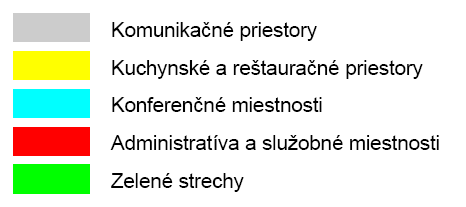 Komunikačné priestory
Kuchynské a reštauračné priestory
Konferenčné miestnosti
Administratíva a služobné miestnosti
Zelené strechy